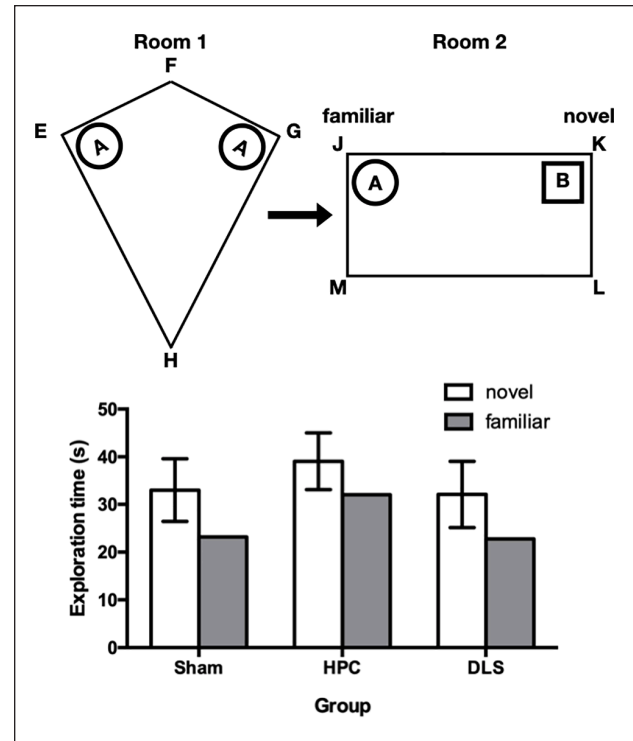 Room 1
Room 2
F
E
A
A
G
H
familiar
novel
J
K
A
B
M
L
novel
familiar
50
40
30
20
10
0
Exploration time (s)
Sham
HPC
DLS
Group